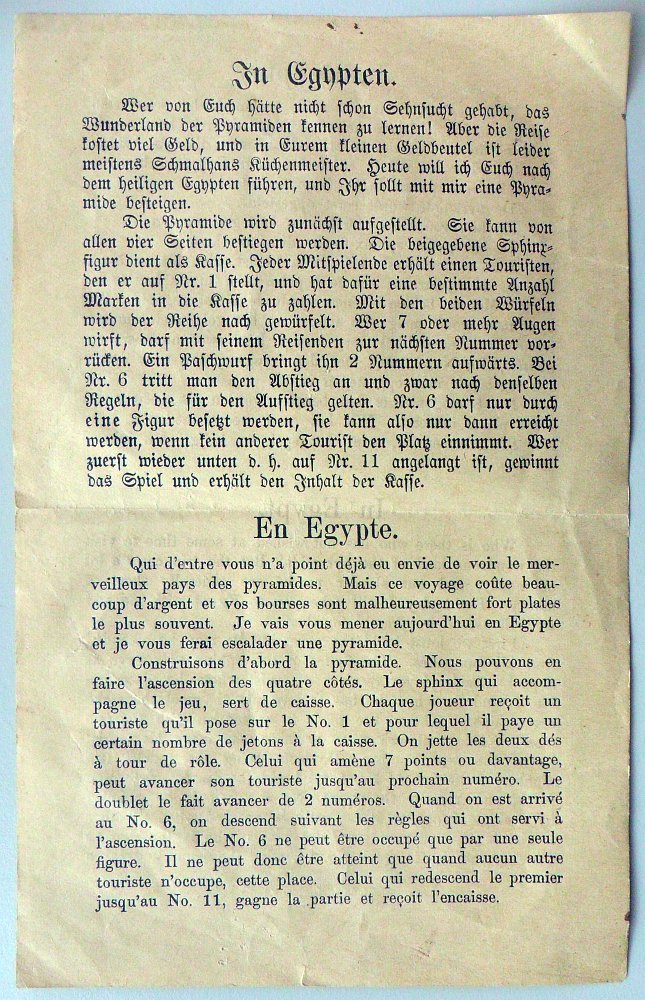 In Egypten.
Wer von Euch hätte nicht schon Sehnsucht gehabt, das
Wunderland der Pyramiden kennen zu lernen! Aber die Reise
kostet viel Geld, und in Eurem kleinen Geldbeutel ist leider
meistens Schmalhans Küchenmeister. Heute will ich Euch nach
dem heiligen Egypten führen, und Ihr sollt mit mir eine Pyra-
mide besteigen.
Die Pyramide wird zunächst aufgestellt. Sie kann von
allen vier Seiten bestiegen werden. Die beigegebene Sphinx-
figur dient als Kasse. Jeder Mitspielende erhält einen Touristen,
den er auf Nr. 1 stellt, und hat dafür eine bestimmte Anzahl
Marken in die Kasse zu zahlen. Mit den beiden Würfeln
wird der Reihe nach gewürfelt. Wer 7 oder mehr Augen
wirft, darf mit seinem Reisenden zur nächsten Nummer vor-
rücken. Ein Paschwurf bringt ihn 2 Nummern aufwärts. Bei
Nr. 6 tritt man den Abstieg an und zwar nach denselben
Regeln, die für den Aufstieg gelten. Nr. 6 darf nur durch
eine Figur besetzt werden, sie kann also nur dann erreicht
werden, wenn kein anderer Tourist den Platz einnimmt. Wer
zuerst wieder unten d. h. auf Nr. 11 angelangt ist, gewinnt
das Spiel und erhält den Inhalt der Kasse.
En Egypte.
Qui d'entre vous n'a point déjà eu envie de voir le mer-
veilleux pays des pyramides. Mais ce voyage coûte beau-
coup d'argent et vos bourses sont malheureusement fort plates
le plus souvent. Je vais vous mener aujourd'hui en Egypte
et je vous ferai escalader une pyramide.
Construisons d'abord la pyramide. Nous pouvons en
faire l'ascension des quatre côtés. Le sphinx qui accom-
pagne le jeu, sert de caisse. Chaque joueur reçoit un
touriste qu'il pose sur le No. 1 et pour lequel il paye un
certain nombre de jetons à la caisse. On jette les deux dés
à tour de rôle. Celui qui amène 7 points ou davantage,
peut avancer son touriste jusqu'au prochain numéro. Le
doublet le fait avancer de 2 numéros. Quand on est arrivé
au No. 6, on descend suivant les règles qui ont servi à
l'ascension. Le No. 6 ne peut être occupé que par une seule
figure. Il ne peut donc être atteint que quand aucun autre
touriste n'occupe, cette place. Celui qui redescend le premier
jusqu'au No. 11, gagne la partie et reçoit l'encaisse.